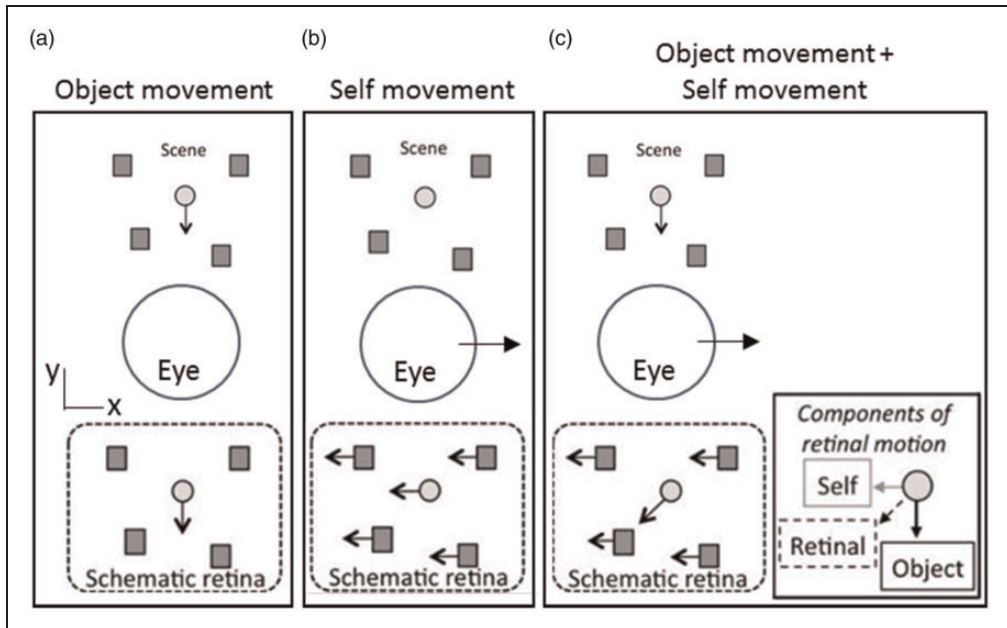 (a)
Object movement
Scene
Eye
y
x
Schematic retina
(b)
Self movement
Scene
Eye
Schematic retina
(c)
Object movement +
Self movement
Scene
Eye
Schematic retina
Components of
retinal motion
Self
Retinal
Object